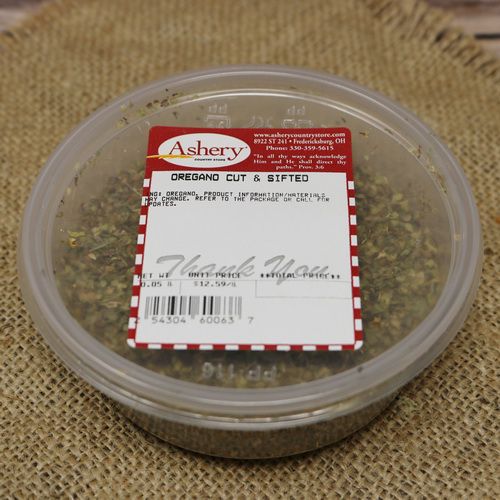 Ashery
COUNTRY STORE
www.asherycountrystore.com
8922 ST 241 • Fredericksburg, OH
Phone: 330-359-5615
"In all thy ways acknowledge
Him and He shall direct thy
paths." Prov. 3:6
OREGANO CUT & SIFTED
ING: OREGANO. PRODUCT INFORMATION/MATERIALS
MAY CHANGE. REFER TO THE PACKAGE OR CALL FOR
UPDATES.
Thank You
NET WT UNIT PRICE **TOTAL PRICE**
0.05 lb $12.59/lb
2 54304 60063 7
PP-116